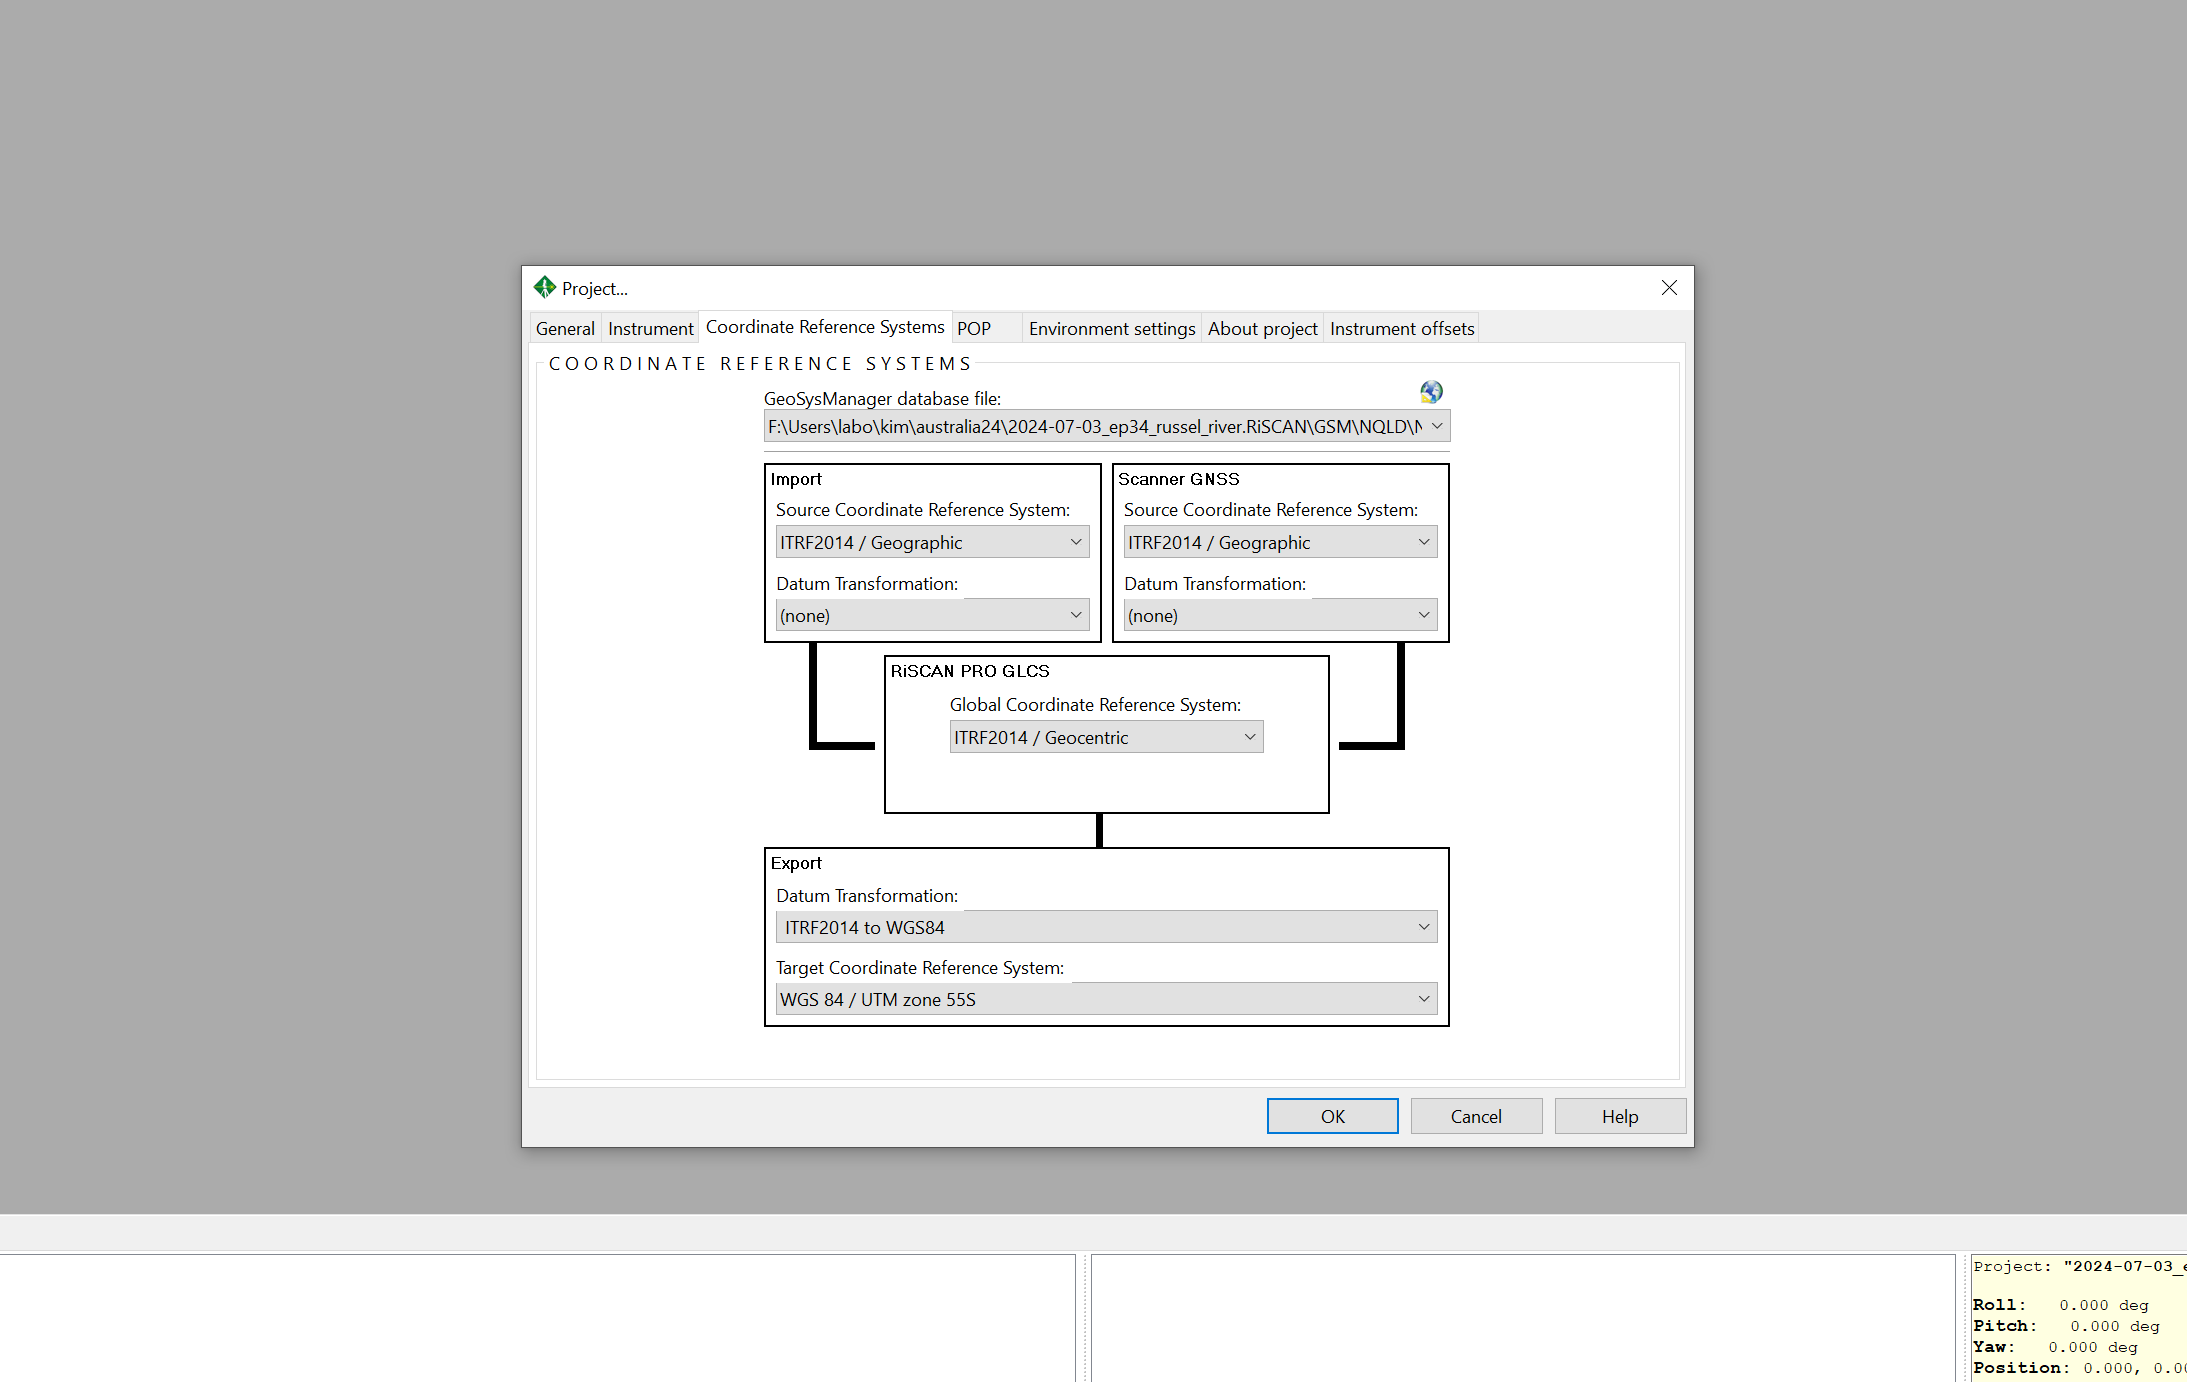 Project...
General Instrument Coordinate Reference Systems POP Environment settings About project Instrument offsets
COORDINATE REFERENCE SYSTEMS
GeoSysManager database file:
F:\Users\labo\kim\australia24\2024-07-03_ep34_russel_river.RiSCAN\GSM\NQLD\
Import
Source Coordinate Reference System:
ITRF2014 / Geographic
Datum Transformation:
(none)
Scanner GNSS
Source Coordinate Reference System:
ITRF2014 / Geographic
Datum Transformation:
(none)
RiSCAN PRO GLCS
Global Coordinate Reference System:
ITRF2014 / Geocentric
Export
Datum Transformation:
ITRF2014 to WGS84
Target Coordinate Reference System:
WGS 84 / UTM zone 55S
OK Cancel Help
Project: "2024-07-03_
Roll: 0.000 deg
Pitch: 0.000 deg
Yaw: 0.000 deg
Position: 0.000, 0.00